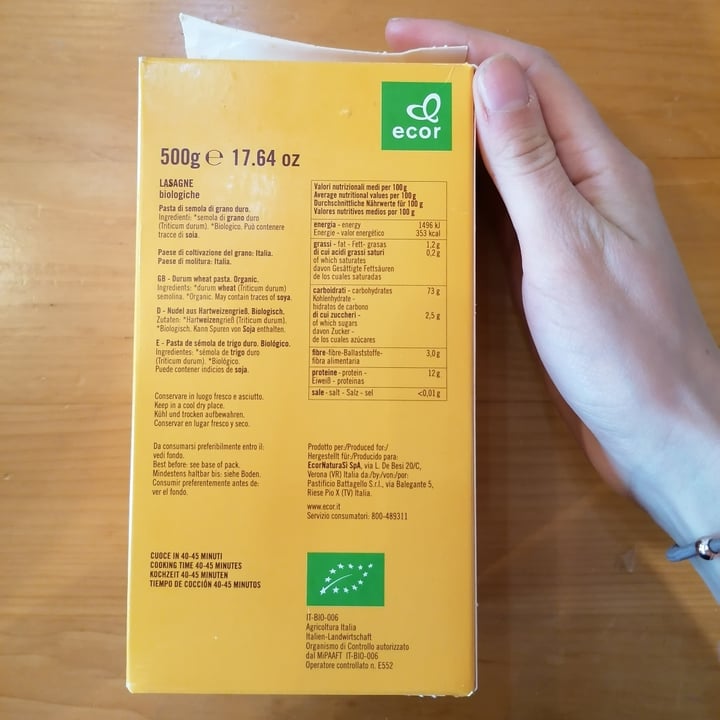 ecor
500g ℮ 17.64 oz
LASAGNE
biologiche
Pasta di semola di grano duro.
Ingredienti: *semola di grano duro
(Triticum durum). *Biologico. Può contenere
tracce di soia.
Paese di coltivazione del grano: Italia.
Paese di molitura: Italia.
GB - Durum wheat pasta. Organic.
Ingredients: *durum wheat (Triticum durum)
semolina. *Organic. May contain traces of soya.
D - Nudel aus Hartweizengrieß. Biologisch.
Zutaten: *Hartweizengrieß (Triticum durum).
*Biologisch. Kann Spuren von Soja enthalten.
E - Pasta de sémola de trigo duro. Biológico.
Ingredientes: *sémola de trigo duro
(Triticum durum). *Biológico.
Puede contener indicios de soja.
Conservare in luogo fresco e asciutto.
Keep in a cool dry place.
Kühl und trocken aufbewahren.
Conservar en lugar fresco y seco.
Da consumarsi preferibilmente entro il:
vedi fondo.
Best before: see base of pack.
Mindestens haltbar bis: siehe Boden.
Consumir preferentemente antes de:
ver el fondo.
CUOCE IN 40-45 MINUTI
COOKING TIME 40-45 MINUTES
KOCHZEIT 40-45 MINUTEN
TIEMPO DE COCCIÓN 40-45 MINUTOS
Valori nutrizionali medi per 100 g
Average nutritional values per 100 g
Durchschnittliche Nährwerte für 100 g
Valores nutritivos medios por 100 g
energia - energy 1496 kJ
Energie - valor energético 353 kcal
grassi - fat - Fett- grasas 1,2 g
di cui acidi grassi saturi 0,2 g
of which saturates
davon Gesättigte Fettsäuren
de los cuales saturadas
carboidrati - carbohydrates 73 g
Kohlenhydrate -
hidratos de carbono
di cui zuccheri - 2,5 g
of which sugars
davon Zucker -
de los cuales azúcares
fibre-fibre-Ballaststoffe- 3,0 g
fibra alimentaria
proteine - protein - 12 g
Eiweiß - proteinas
sale - salt - Salz - sel <0,01 g
Prodotto per:/Produced for:/
Hergestellt für:/Producido para:
EcorNaturaSì SpA, via L. De Besi 20/C,
Verona (VR) Italia da:/by:/von:/por:
Pastificio Battagello S.r.l., via Balegante 5,
Riese Pio X (TV) Italia.
www.ecor.it
Servizio consumatori: 800-489311
IT-BIO-006
Agricoltura Italia
Italien-Landwirtschaft
Organismo di Controllo autorizzato
dal MiPAAFT IT-BIO-006
Operatore controllato n. E552